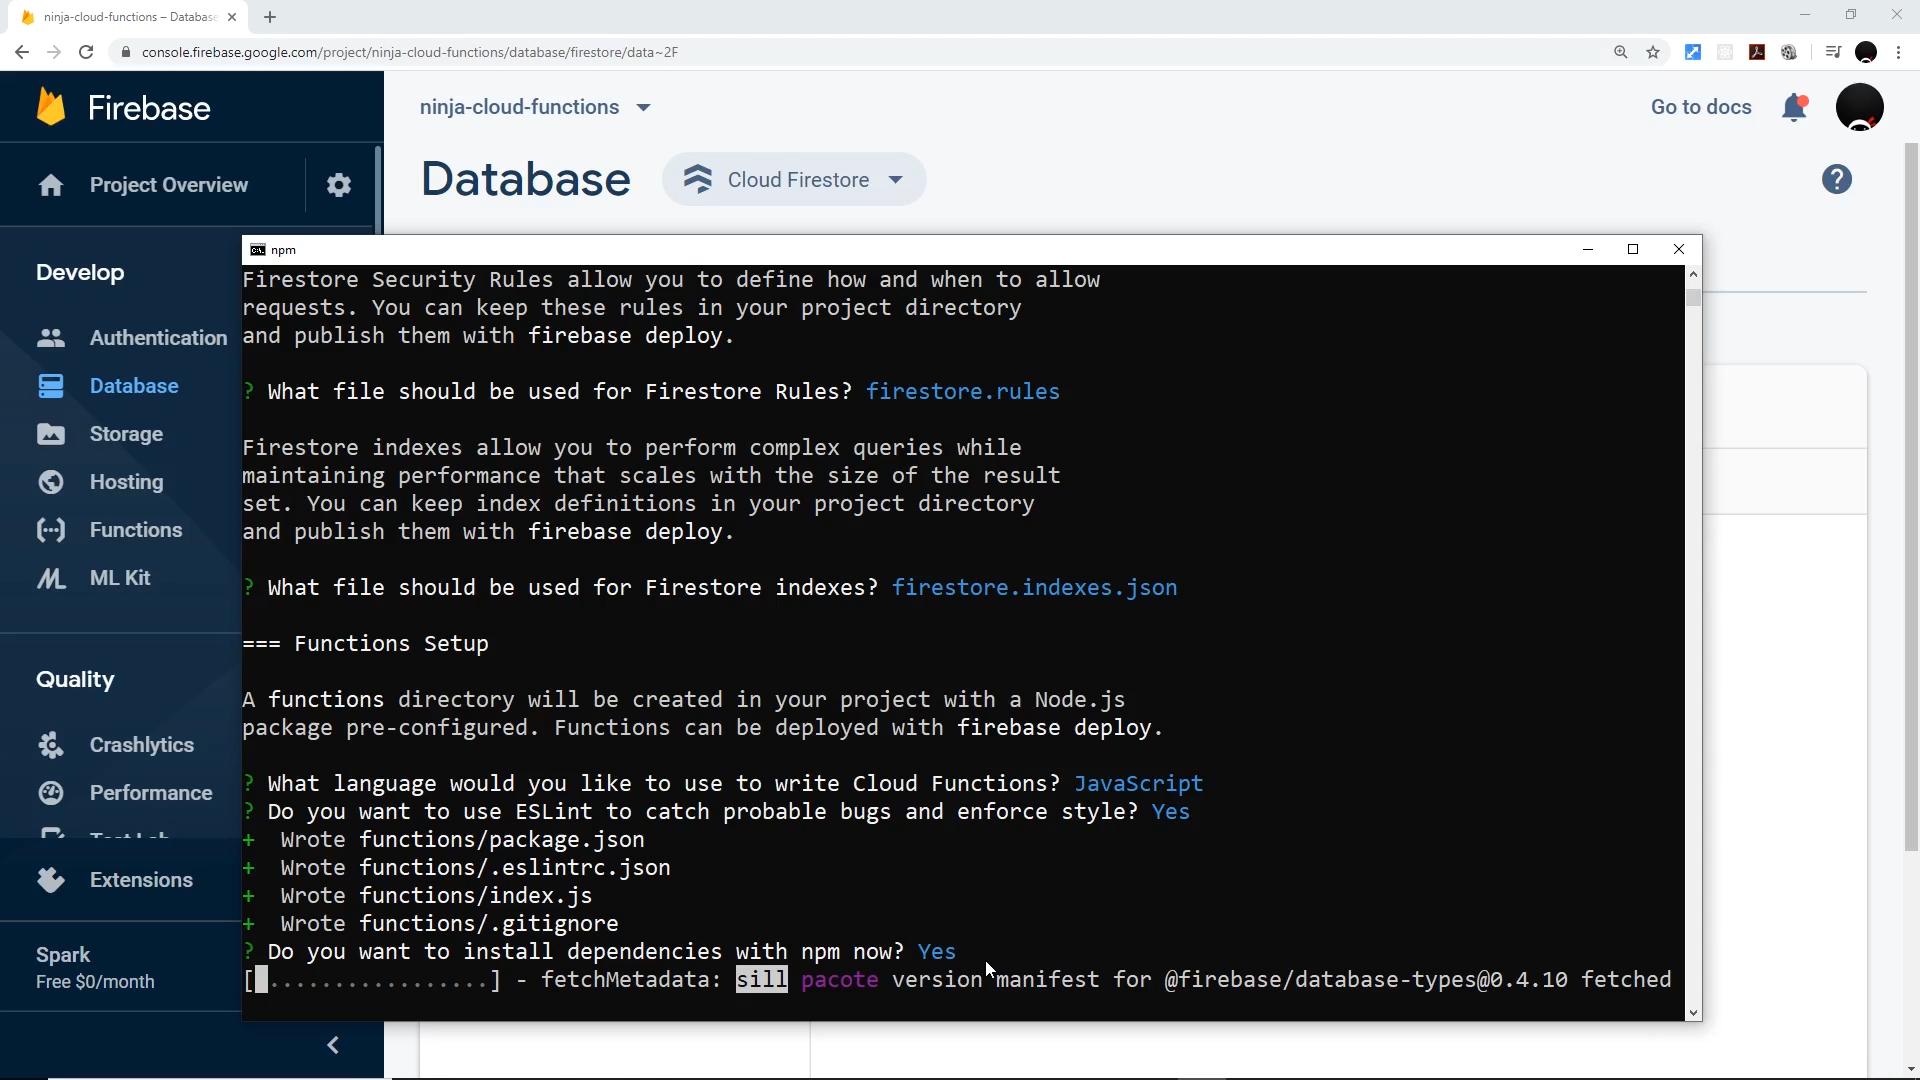 ninja-cloud-functions – Database
console.firebase.google.com/project/ninja-cloud-functions/database/firestore/data~2F
Firebase
ninja-cloud-functions
Go to docs
Project Overview
Database
Cloud Firestore
Develop
Authentication
Database
Storage
Hosting
Functions
ML Kit
Quality
Crashlytics
Performance
Test Lab
Extensions
Spark
Free $0/month
npm
Firestore Security Rules allow you to define how and when to allow
requests. You can keep these rules in your project directory
and publish them with firebase deploy.
? What file should be used for Firestore Rules? firestore.rules
Firestore indexes allow you to perform complex queries while
maintaining performance that scales with the size of the result
set. You can keep index definitions in your project directory
and publish them with firebase deploy.
? What file should be used for Firestore indexes? firestore.indexes.json
=== Functions Setup
A functions directory will be created in your project with a Node.js
package pre-configured. Functions can be deployed with firebase deploy.
? What language would you like to use to write Cloud Functions? JavaScript
? Do you want to use ESLint to catch probable bugs and enforce style? Yes
+ Wrote functions/package.json
+ Wrote functions/.eslintrc.json
+ Wrote functions/index.js
+ Wrote functions/.gitignore
? Do you want to install dependencies with npm now? Yes
[ .................] - fetchMetadata: sill pacote version manifest for @firebase/database-types@0.4.10 fetched